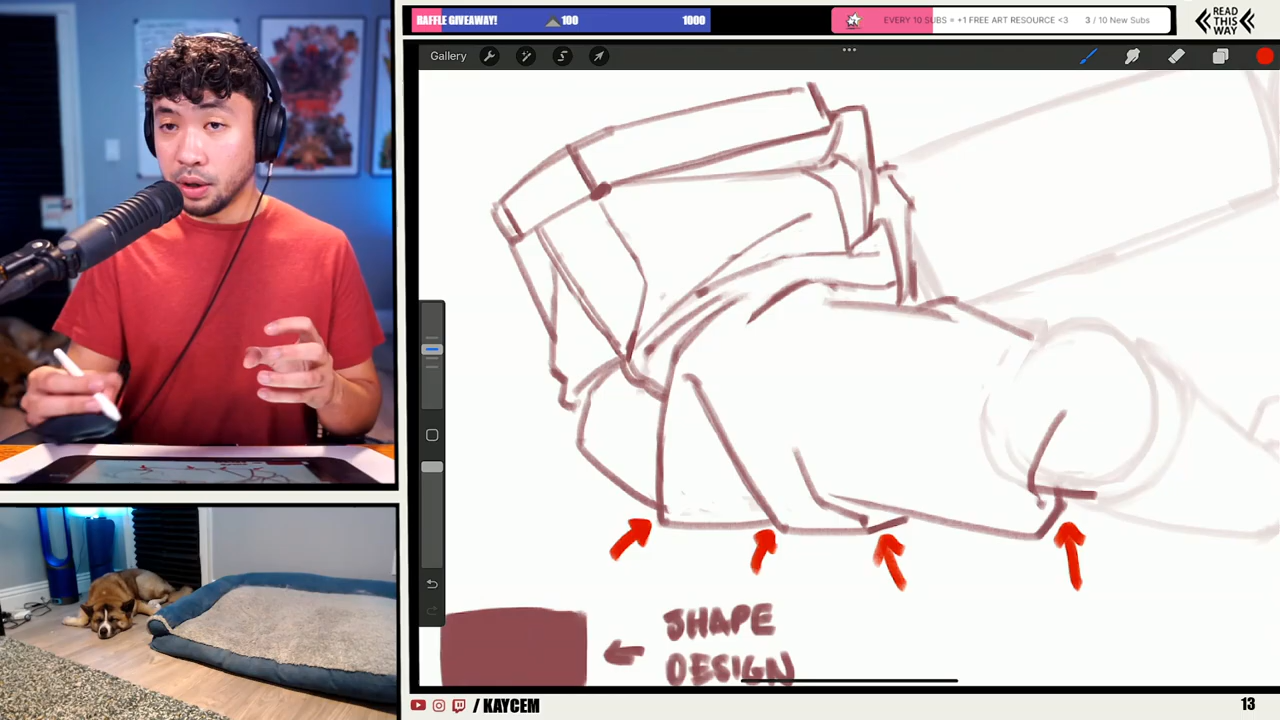 RAFFLE GIVEAWAY!
100
1000
EVERY 10 SUBS = +1 FREE ART RESOURCE <3
3 / 10 New Subs
READ
THIS
WAY
Gallery
SHAPE
DESIGN
/ KAYCEM
13